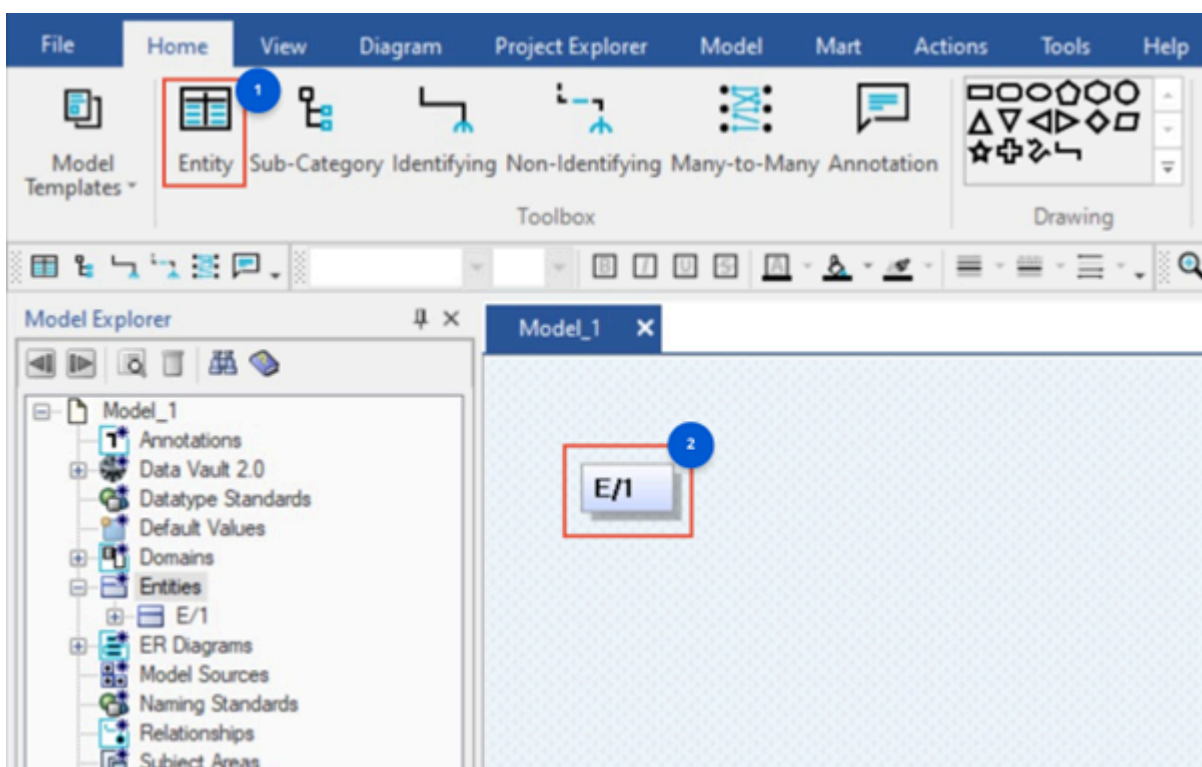 File Home View Diagram Project Explorer Model Mart Actions Tools Help
1
Model Templates
Entity Sub-Category Identifying Non-Identifying Many-to-Many Annotation
Toolbox
Drawing
B I U S A
Model Explorer
Model_1
Model_1
Annotations
Data Vault 2.0
Datatype Standards
Default Values
Domains
Entities
E/1
ER Diagrams
Model Sources
Naming Standards
Relationships
Subject Areas
2
E/1